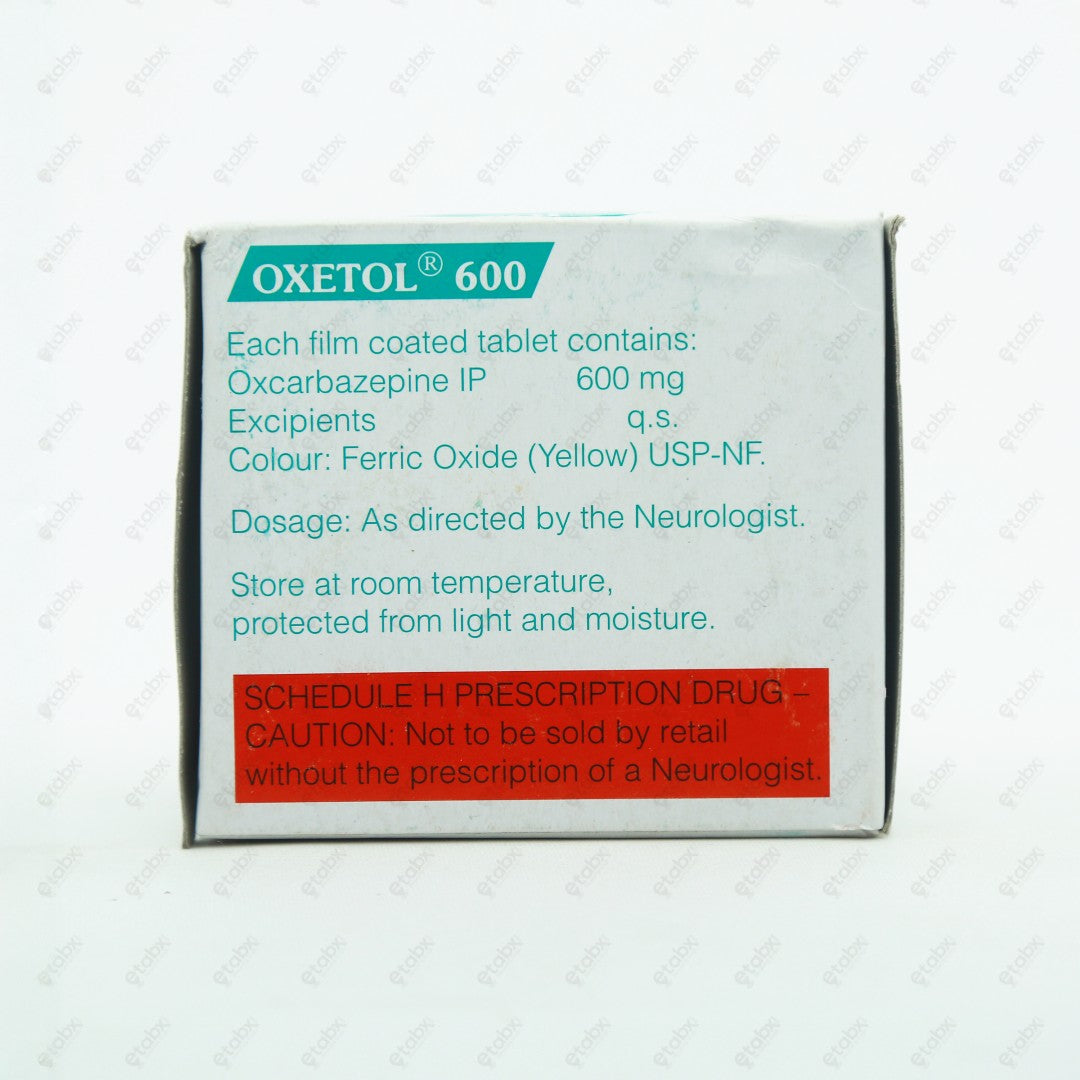 OXETOL® 600
Each film coated tablet contains:
Oxcarbazepine IP 600 mg
Excipients q.s.
Colour: Ferric Oxide (Yellow) USP-NF.
Dosage: As directed by the Neurologist.
Store at room temperature,
protected from light and moisture.
SCHEDULE H PRESCRIPTION DRUG –
CAUTION: Not to be sold by retail
without the prescription of a Neurologist.